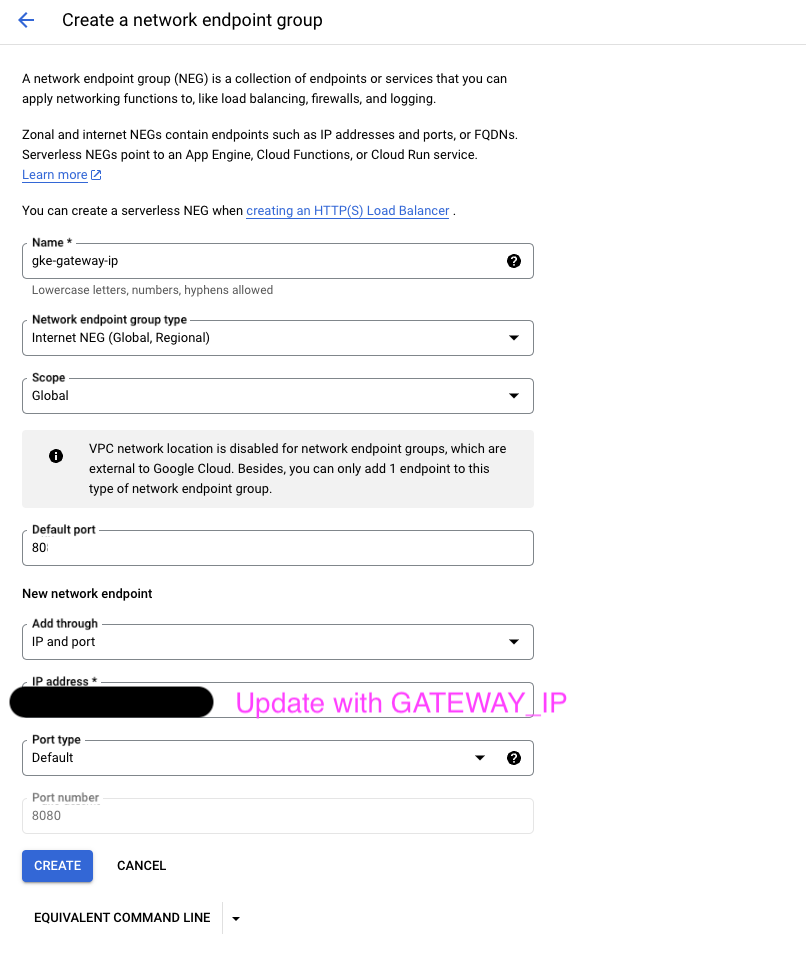 Create a network endpoint group
A network endpoint group (NEG) is a collection of endpoints or services that you can
apply networking functions to, like load balancing, firewalls, and logging.
Zonal and internet NEGs contain endpoints such as IP addresses and ports, or FQDNs.
Serverless NEGs point to an App Engine, Cloud Functions, or Cloud Run service.
Learn more
You can create a serverless NEG when creating an HTTP(S) Load Balancer .
Name *
gke-gateway-ip
Lowercase letters, numbers, hyphens allowed
Network endpoint group type
Internet NEG (Global, Regional)
Scope
Global
VPC network location is disabled for network endpoint groups, which are
external to Google Cloud. Besides, you can only add 1 endpoint to this
type of network endpoint group.
Default port
80
New network endpoint
Add through
IP and port
IP address *
Update with GATEWAY_IP
Port type
Default
Port number
8080
CREATE CANCEL
EQUIVALENT COMMAND LINE